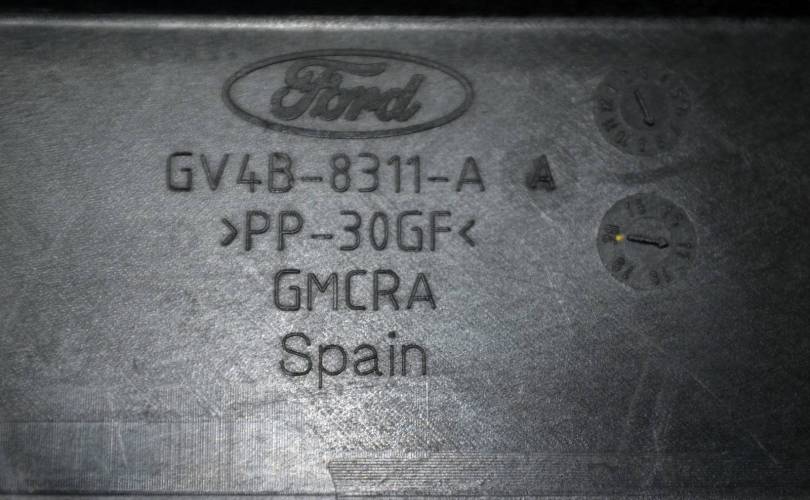 Ford
GV4B-8311-A A
>PP-30GF<
GMCRA
Spain